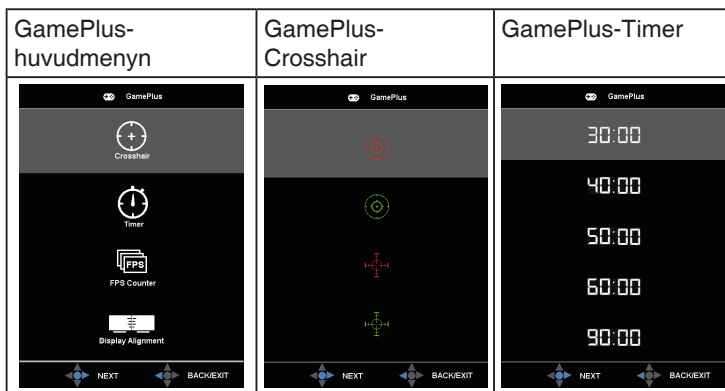 GamePlus-
huvudmenyn
GamePlus-
Crosshair
GamePlus-Timer
GamePlus
Crosshair
Timer
FPS
FPS Counter
Display Alignment
NEXT
BACK/EXIT
GamePlus
NEXT
BACK/EXIT
GamePlus
30:00
40:00
50:00
60:00
90:00
NEXT
BACK/EXIT